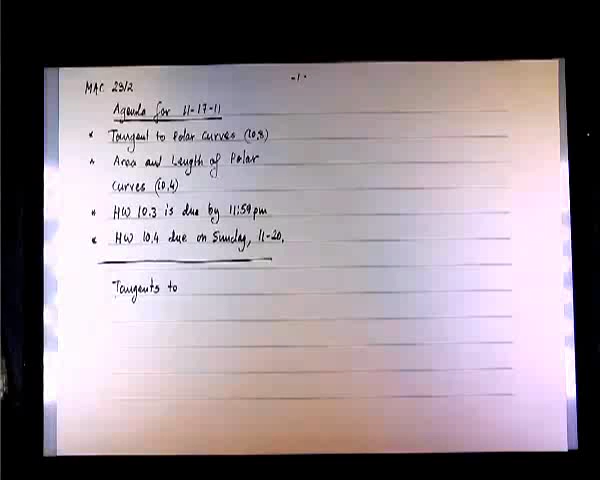 -1-
MAC 2312
Agenda for 11-17-11
* Tangent to Polar Curves (10.3)
* Area and Length of Polar
Curves (10.4)
* HW 10.3 is due by 11:59pm
* HW 10.4 due on Sunday, 11-20.
Tangents to